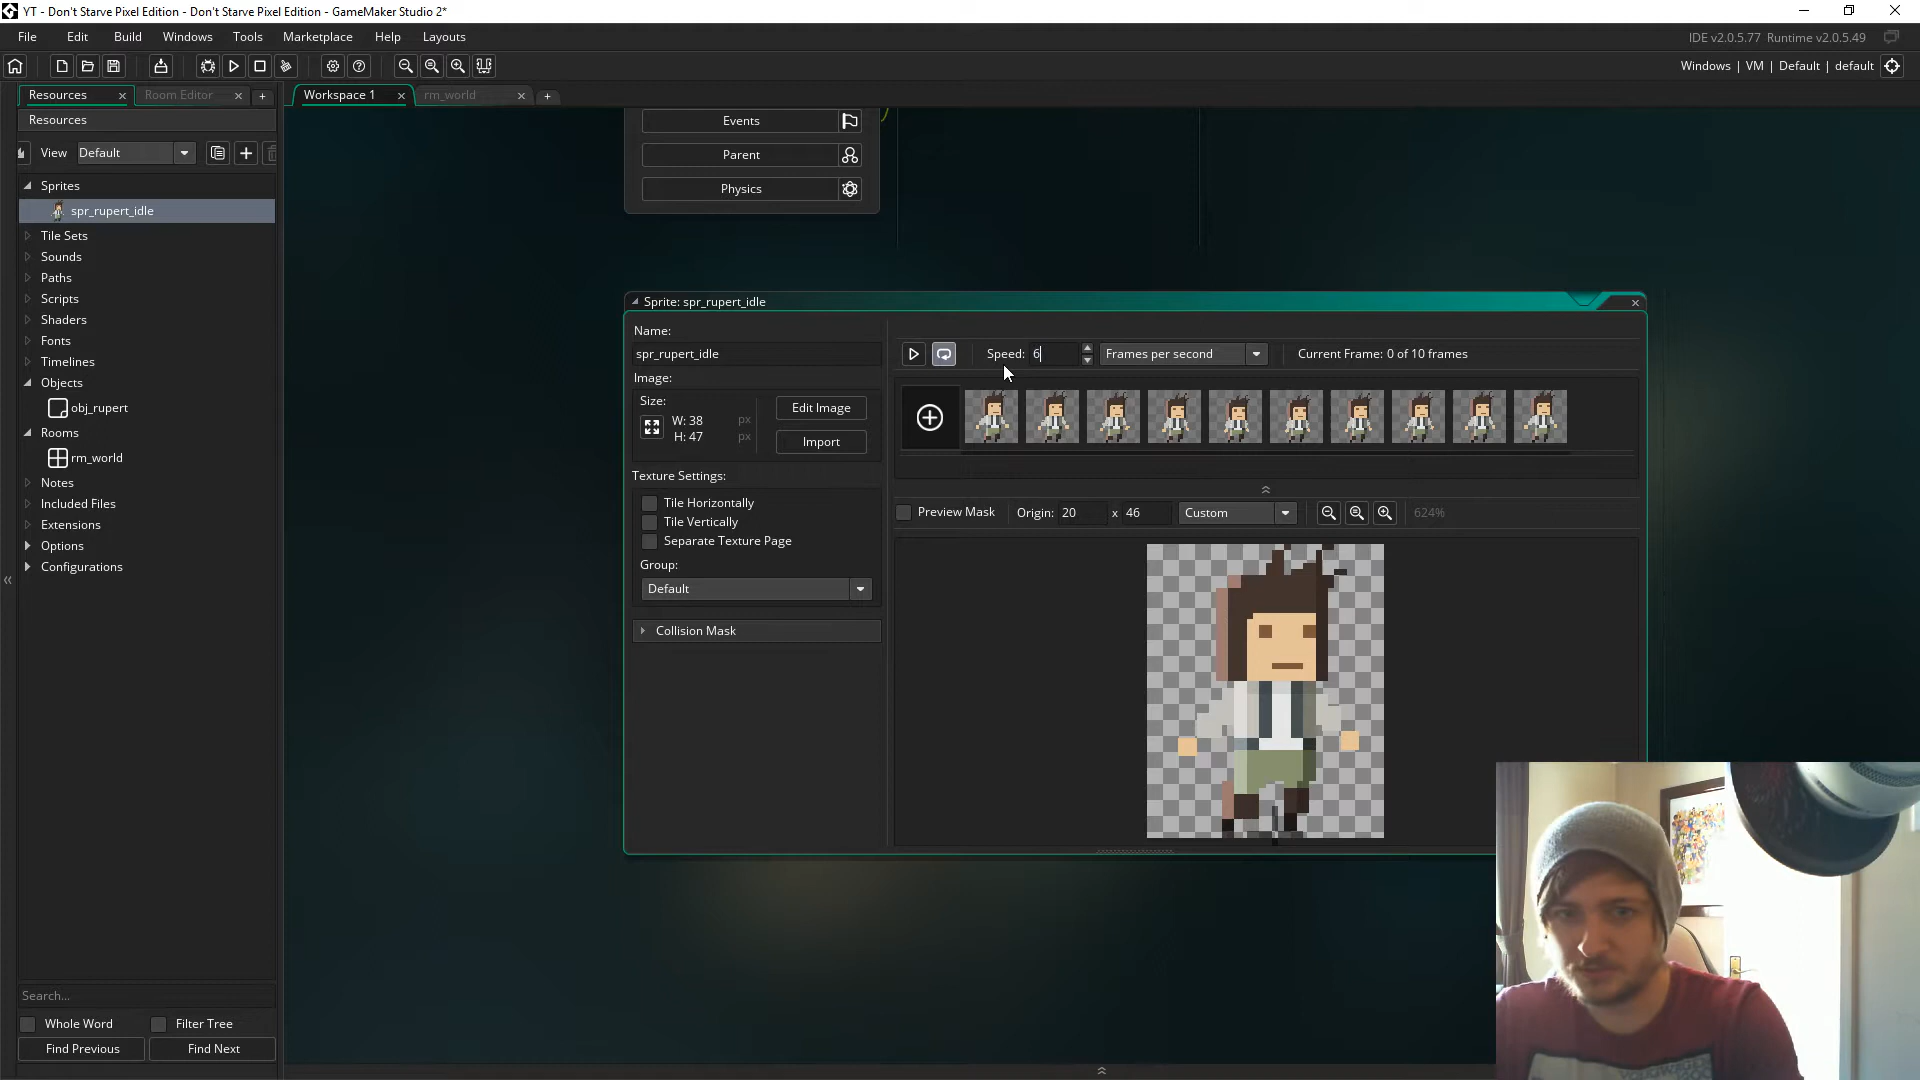 YT - Don't Starve Pixel Edition - Don't Starve Pixel Edition - GameMaker Studio 2*
File Edit Build Windows Tools Marketplace Help Layouts
IDE v2.0.5.77 Runtime v2.0.5.49
Windows | VM | Default | default
Resources
Room Editor
Workspace 1
rm_world
Resources
View Default
Sprites
spr_rupert_idle
Tile Sets
Sounds
Paths
Scripts
Shaders
Fonts
Timelines
Objects
obj_rupert
Rooms
rm_world
Notes
Included Files
Extensions
Options
Configurations
Search...
Whole Word
Filter Tree
Find Previous
Find Next
Events
Parent
Physics
Sprite: spr_rupert_idle
Name:
spr_rupert_idle
Image:
Size:
W: 38 px
H: 47 px
Edit Image
Import
Texture Settings:
Tile Horizontally
Tile Vertically
Separate Texture Page
Group:
Default
Collision Mask
Speed: 6
Frames per second
Current Frame: 0 of 10 frames
Preview Mask
Origin: 20 x 46
Custom
624%